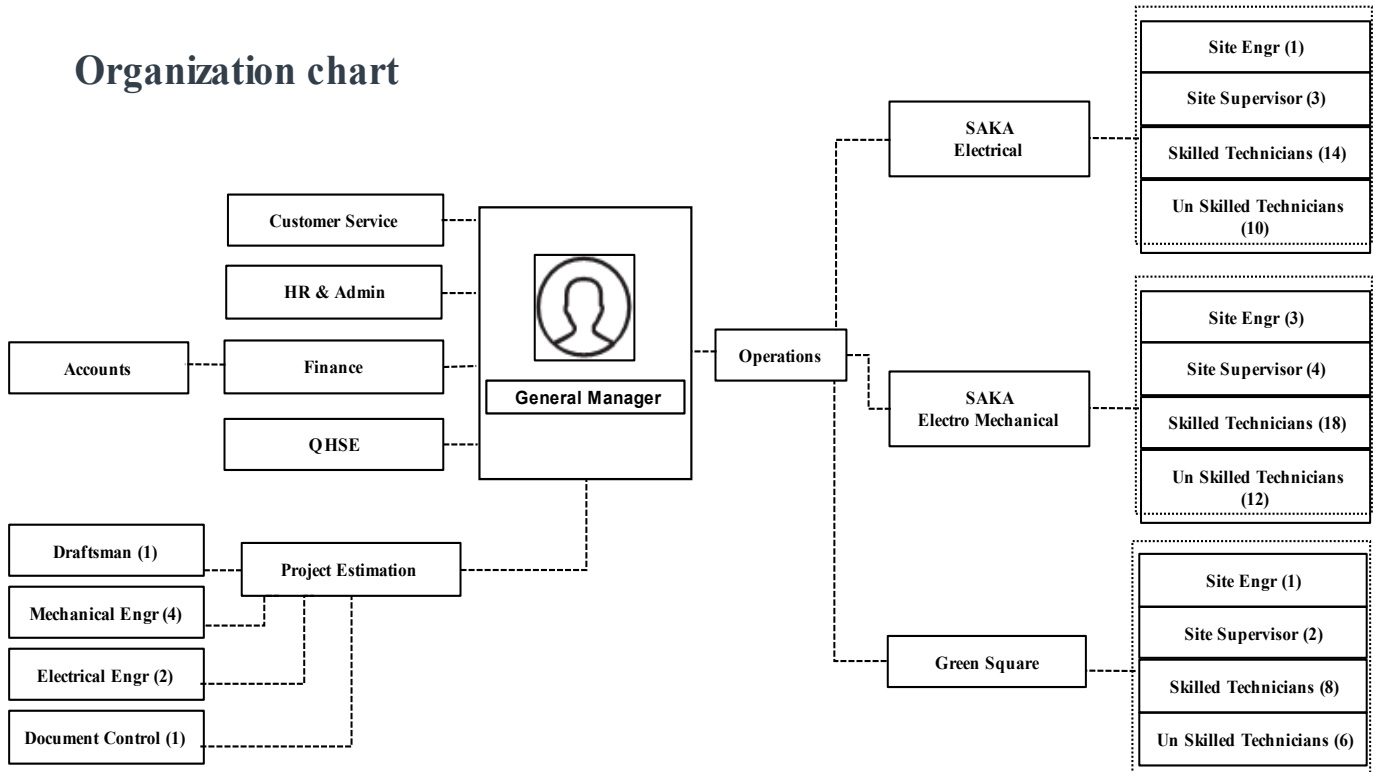 Organization chart
Customer Service
HR & Admin
Accounts
Finance
QHSE
General Manager
Draftsman (1)
Project Estimation
Mechanical Engr (4)
Electrical Engr (2)
Document Control (1)
Operations
SAKA
Electrical
Site Engr (1)
Site Supervisor (3)
Skilled Technicians (14)
Un Skilled Technicians
(10)
SAKA
Electro Mechanical
Site Engr (3)
Site Supervisor (4)
Skilled Technicians (18)
Un Skilled Technicians
(12)
Green Square
Site Engr (1)
Site Supervisor (2)
Skilled Technicians (8)
Un Skilled Technicians (6)